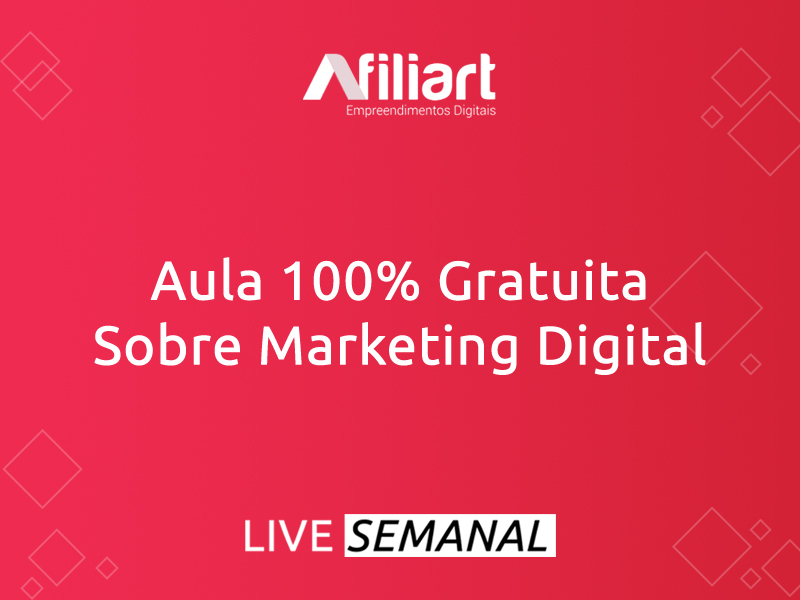 Afiliart
Empreendimentos Digitais
Aula 100% Gratuita
Sobre Marketing Digital
LIVE SEMANAL